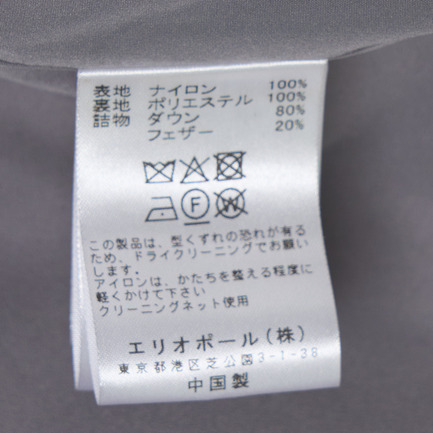 表地 ナイロン 100%
裏地 ポリエステル 100%
詰物 ダウン 80%
フェザー 20%
F W
この製品は、型くずれの恐れが有る
ため、ドライクリーニングでお願い
します。
アイロンは、かたちを整える程度に
軽くかけて下さい
クリーニングネット使用
エリオポール(株)
東京都港区芝公園3-1-38
中国製